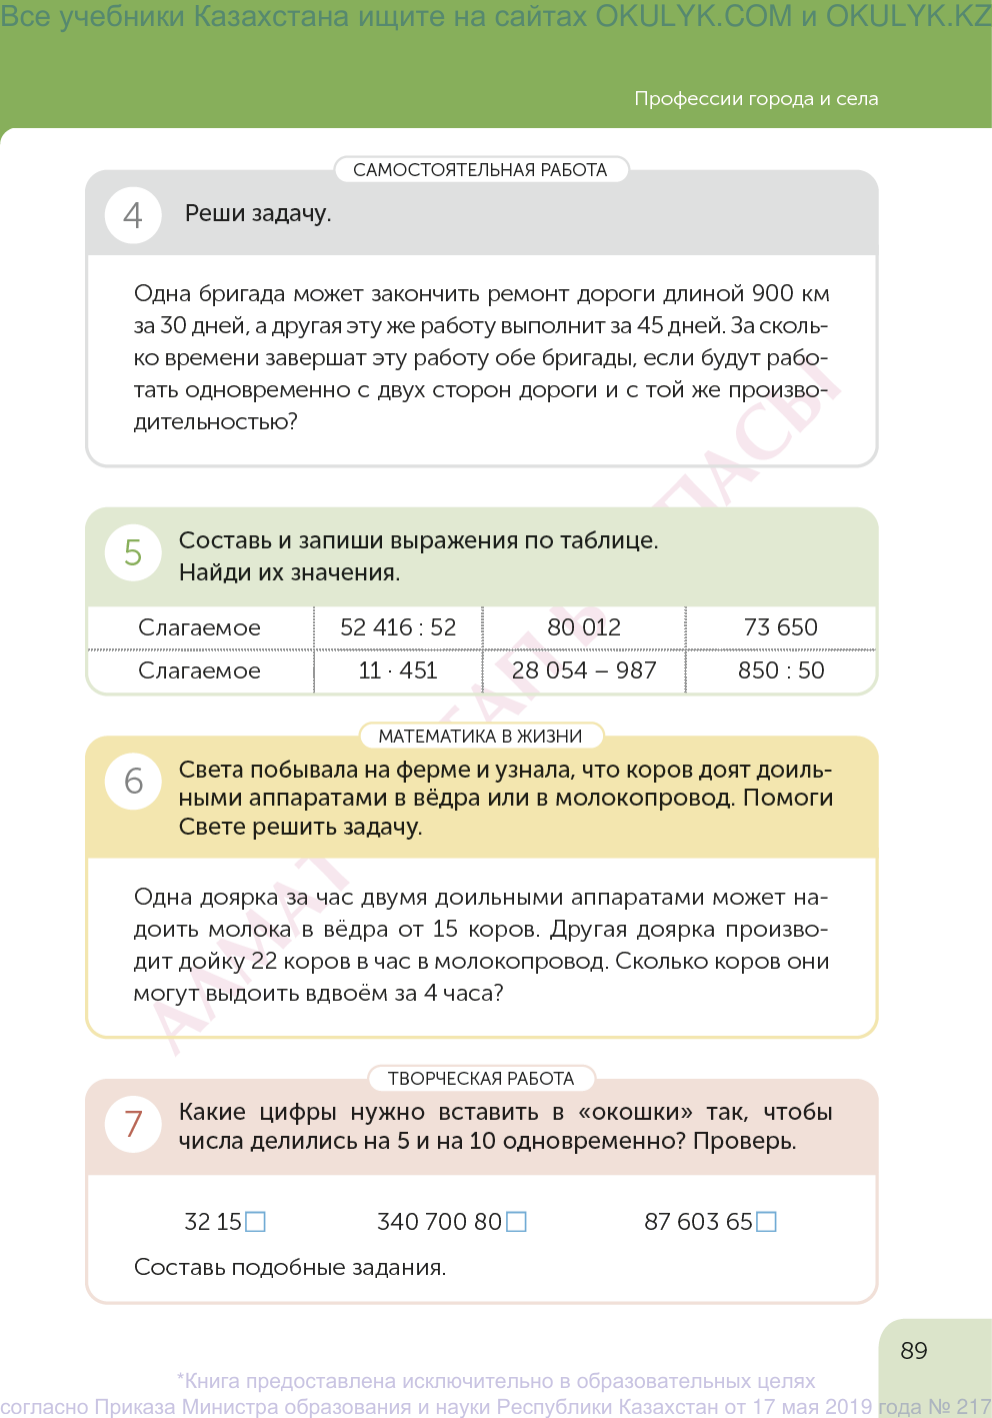 Все учебники Казахстана ищите на сайтах OKULYK.COM и OKULYK.KZ
Профессии города и села
САМОСТОЯТЕЛЬНАЯ РАБОТА
4 Реши задачу.
Одна бригада может закончить ремонт дороги длиной 900 км
за 30 дней, а другая эту же работу выполнит за 45 дней. За сколь-
ко времени завершат эту работу обе бригады, если будут рабо-
тать одновременно с двух сторон дороги и с той же произво-
дительностью?
5 Составь и запиши выражения по таблице.
Найди их значения.
Слагаемое 52 416 : 52 80 012 73 650
Слагаемое 11 · 451 28 054 – 987 850 : 50
МАТЕМАТИКА В ЖИЗНИ
6 Света побывала на ферме и узнала, что коров доят доиль-
ными аппаратами в вёдра или в молокопровод. Помоги
Свете решить задачу.
Одна доярка за час двумя доильными аппаратами может на-
доить молока в вёдра от 15 коров. Другая доярка произво-
дит дойку 22 коров в час в молокопровод. Сколько коров они
могут выдоить вдвоём за 4 часа?
ТВОРЧЕСКАЯ РАБОТА
7 Какие цифры нужно вставить в «окошки» так, чтобы
числа делились на 5 и на 10 одновременно? Проверь.
32 15□ 340 700 80□ 87 603 65□
Составь подобные задания.
89
*Книга предоставлена исключительно в образовательных целях
согласно Приказа Министра образования и науки Республики Казахстан от 17 мая 2019 года № 217